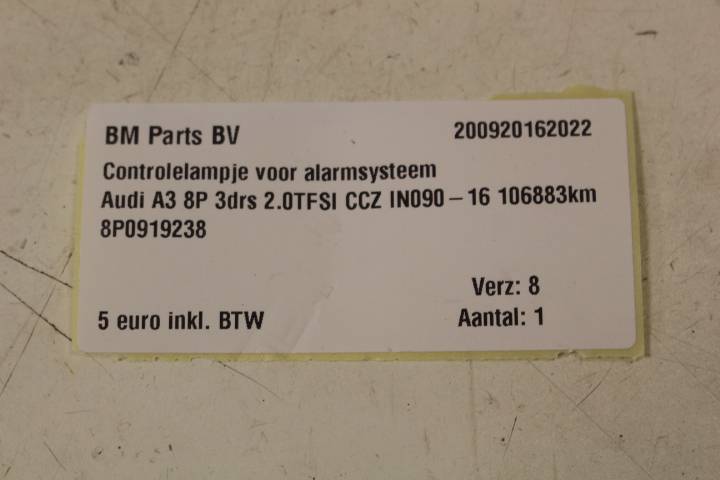 BM Parts BV 200920162022
Controlelampje voor alarmsysteem
Audi A3 8P 3drs 2.0TFSI CCZ IN090 – 16 106883km
8P0919238
Verz: 8
5 euro inkl. BTW Aantal: 1